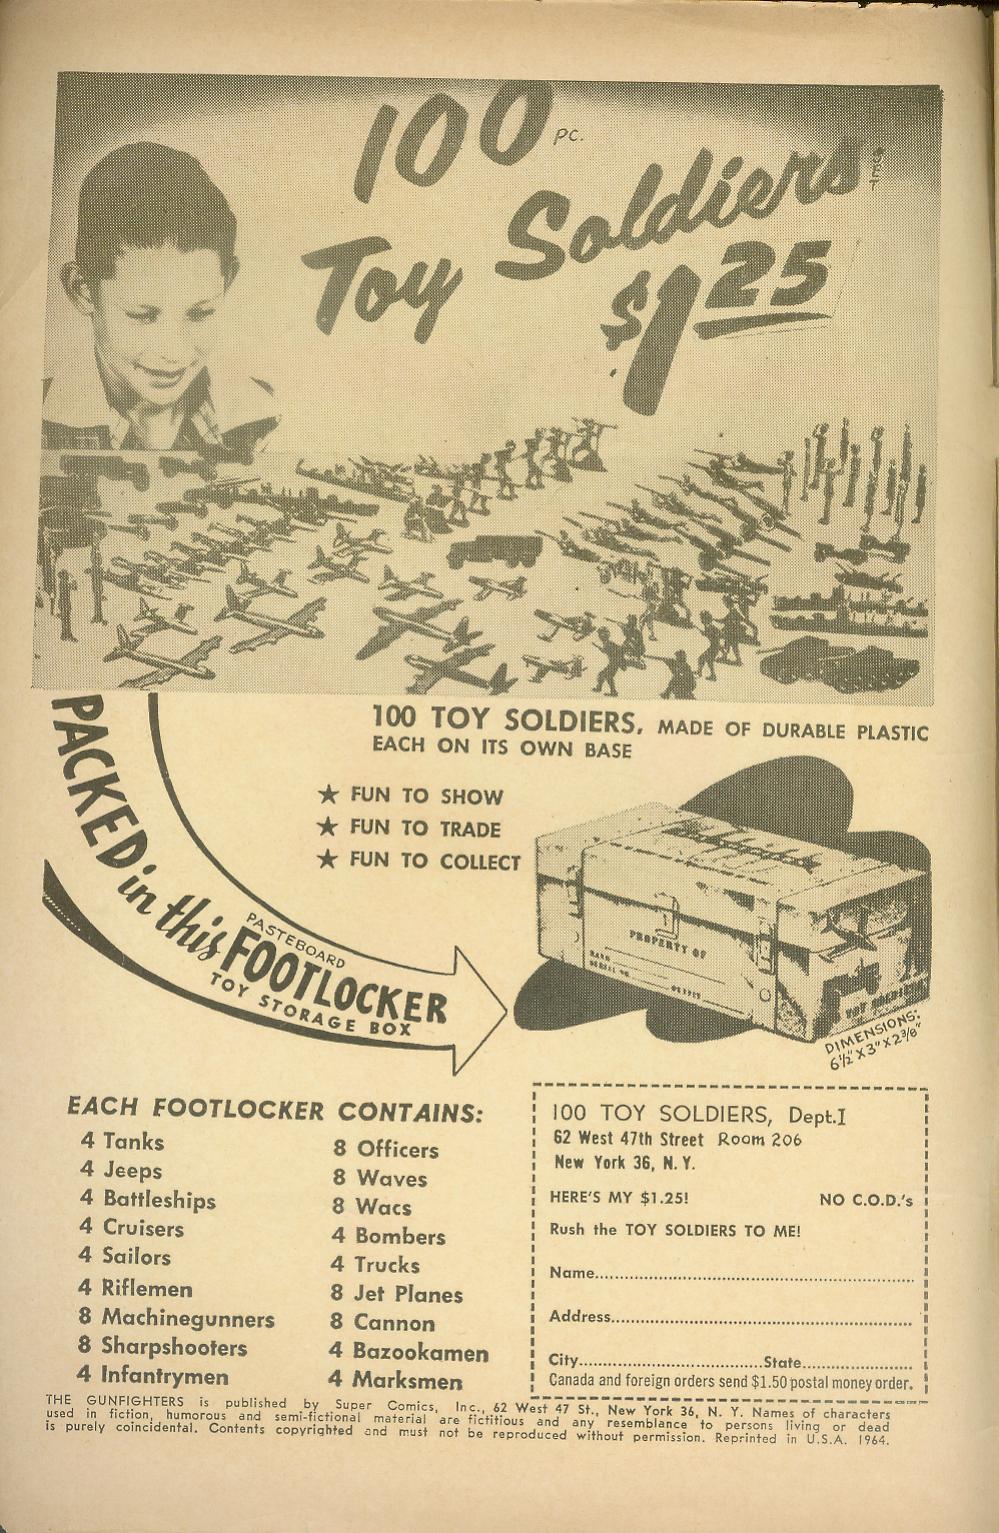 100 PC.
Toy Soldiers SET
$1.25
100 TOY SOLDIERS, MADE OF DURABLE PLASTIC
EACH ON ITS OWN BASE
★ FUN TO SHOW
★ FUN TO TRADE
★ FUN TO COLLECT
PACKED in this
PASTEBOARD
FOOTLOCKER
TOY STORAGE BOX
PROPERTY OF
NAME
SERIAL NO.
TOY SOLDIERS
DIMENSIONS:
6½" X 3" X 2⅜"
EACH FOOTLOCKER CONTAINS:
4 Tanks
4 Jeeps
4 Battleships
4 Cruisers
4 Sailors
4 Riflemen
8 Machinegunners
8 Sharpshooters
4 Infantrymen
8 Officers
8 Waves
8 Wacs
4 Bombers
4 Trucks
8 Jet Planes
8 Cannon
4 Bazookamen
4 Marksmen
100 TOY SOLDIERS, Dept.I
62 West 47th Street Room 206
New York 36, N.Y.
HERE'S MY $1.25! NO C.O.D.'s
Rush the TOY SOLDIERS TO ME!
Name
Address
City State
Canada and foreign orders send $1.50 postal money order.
THE GUNFIGHTERS is published by Super Comics, Inc., 62 West 47 St., New York 36, N. Y. Names of characters
used in fiction, humorous and semi-fictional material are fictitious and any resemblance to persons living or dead
is purely coincidental. Contents copyrighted and must not be reproduced without permission. Reprinted in U.S.A. 1964.